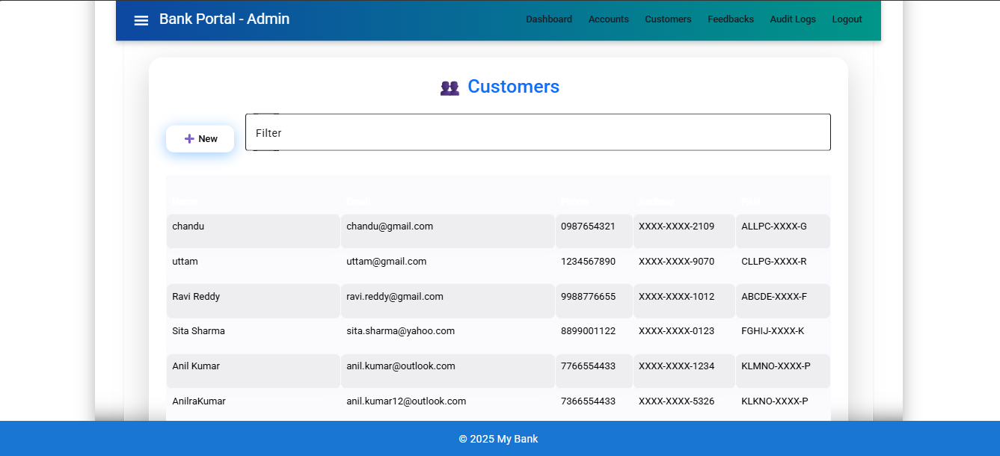 Bank Portal - Admin Dashboard Accounts Customers Feedbacks Audit Logs Logout
Customers
New
Filter
Name Email Phone Aadhaar PAN
chandu chandu@gmail.com 0987654321 XXXX-XXXX-2109 ALLPC-XXXX-G
uttam uttam@gmail.com 1234567890 XXXX-XXXX-9070 CLLPG-XXXX-R
Ravi Reddy ravi.reddy@gmail.com 9988776655 XXXX-XXXX-1012 ABCDE-XXXX-F
Sita Sharma sita.sharma@yahoo.com 8899001122 XXXX-XXXX-0123 FGHIJ-XXXX-K
Anil Kumar anil.kumar@outlook.com 7766554433 XXXX-XXXX-1234 KLMNO-XXXX-P
AnilraKumar anil.kumar12@outlook.com 7366554433 XXXX-XXXX-5326 KLKNO-XXXX-P
© 2025 My Bank